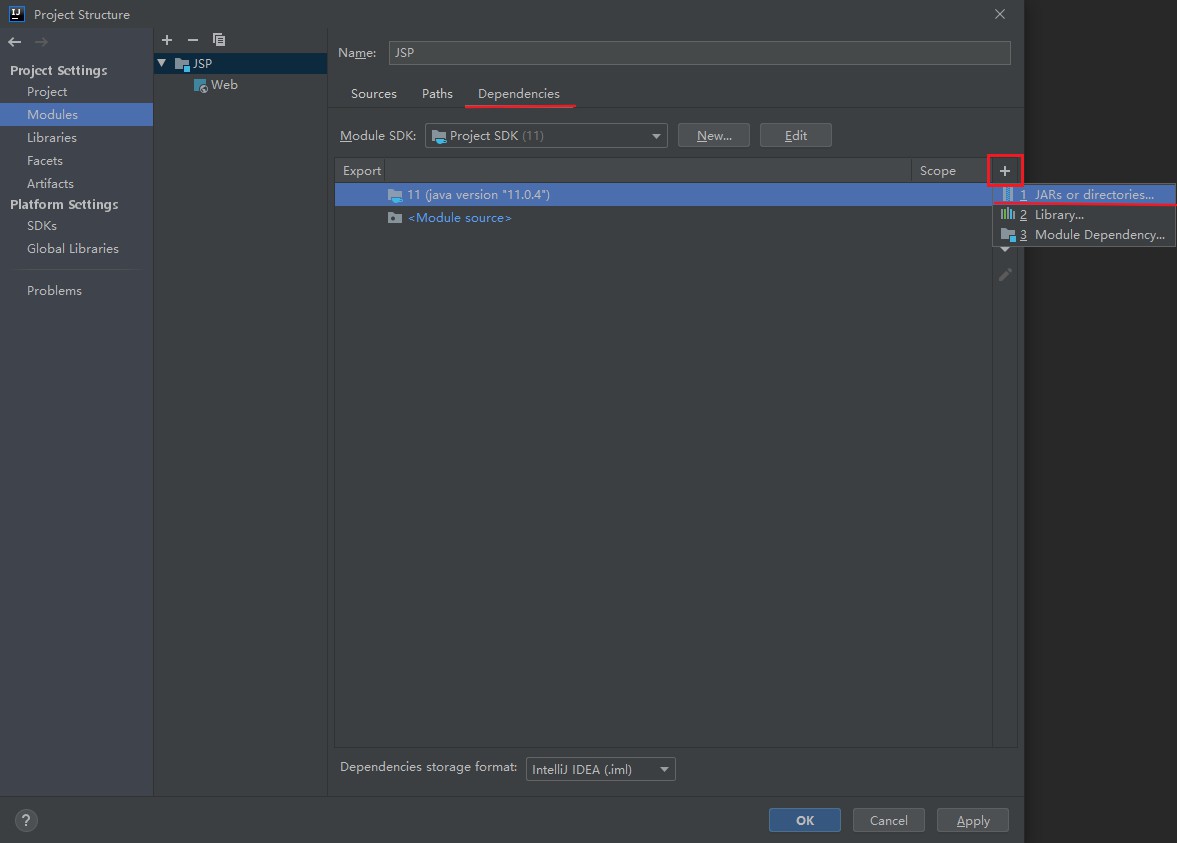 Project Structure
Project Settings
Project
Modules
Libraries
Facets
Artifacts
Platform Settings
SDKs
Global Libraries
Problems
JSP
Web
Name: JSP
Sources Paths Dependencies
Module SDK: Project SDK (11) New... Edit
Export Scope
11 (java version "11.0.4")
<Module source>
1 JARs or directories...
2 Library...
3 Module Dependency...
Dependencies storage format: IntelliJ IDEA (.iml)
? OK Cancel Apply